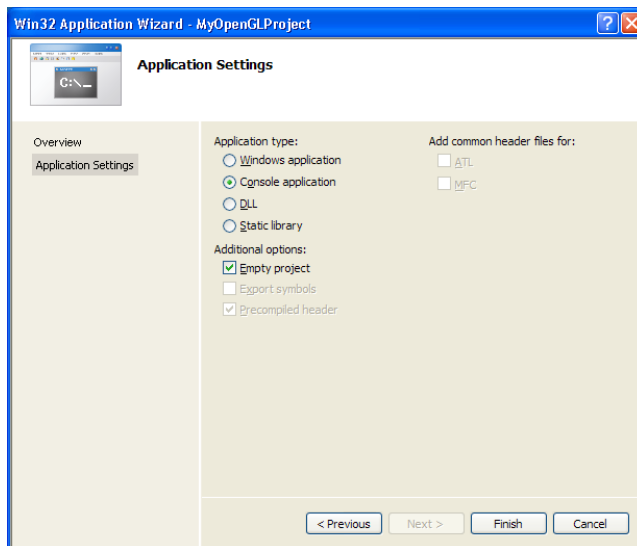 Win32 Application Wizard - MyOpenGLProject
C:\_
Application Settings
Overview
Application Settings
Application type:
Windows application
Console application
DLL
Static library
Additional options:
Empty project
Export symbols
Precompiled header
Add common header files for:
ATL
MFC
< Previous
Next >
Finish
Cancel